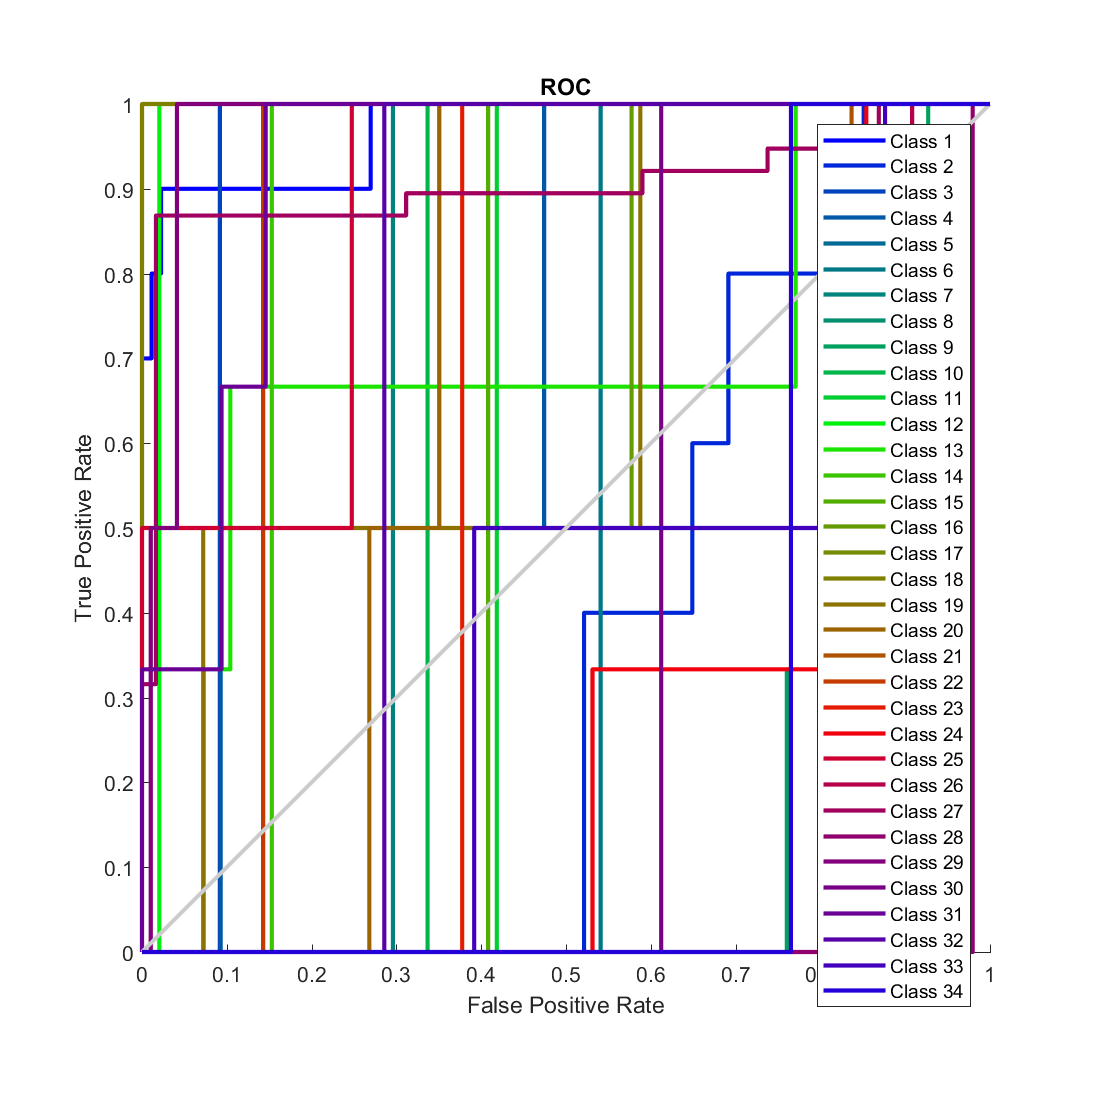 ROC
True Positive Rate
1
0.9
0.8
0.7
0.6
0.5
0.4
0.3
0.2
0.1
0
0 0.1 0.2 0.3 0.4 0.5 0.6 0.7 1
False Positive Rate
Class 1
Class 2
Class 3
Class 4
Class 5
Class 6
Class 7
Class 8
Class 9
Class 10
Class 11
Class 12
Class 13
Class 14
Class 15
Class 16
Class 17
Class 18
Class 19
Class 20
Class 21
Class 22
Class 23
Class 24
Class 25
Class 26
Class 27
Class 28
Class 29
Class 30
Class 31
Class 32
Class 33
Class 34